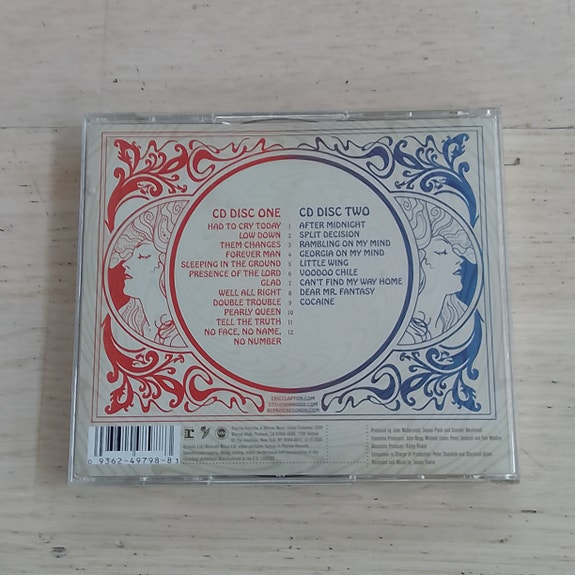 CD DISC ONE
HAD TO CRY TODAY
LOW DOWN
THEM CHANGES
FOREVER MAN
SLEEPING IN THE GROUND
PRESENCE OF THE LORD
GLAD
WELL ALL RIGHT
DOUBLE TROUBLE
PEARLY QUEEN
TELL THE TRUTH
NO FACE, NO NAME,
NO NUMBER
1
2
3
4
5
6
7
8
9
10
11
12
CD DISC TWO
AFTER MIDNIGHT
SPLIT DECISION
RAMBLING ON MY MIND
GEORGIA ON MY MIND
LITTLE WING
VOODOO CHILE
CAN'T FIND MY WAY HOME
DEAR MR. FANTASY
COCAINE
ERICCLAPTON.COM
STEVEWINWOOD.COM
REPRISERECORDS.COM
0 9362-49798-8